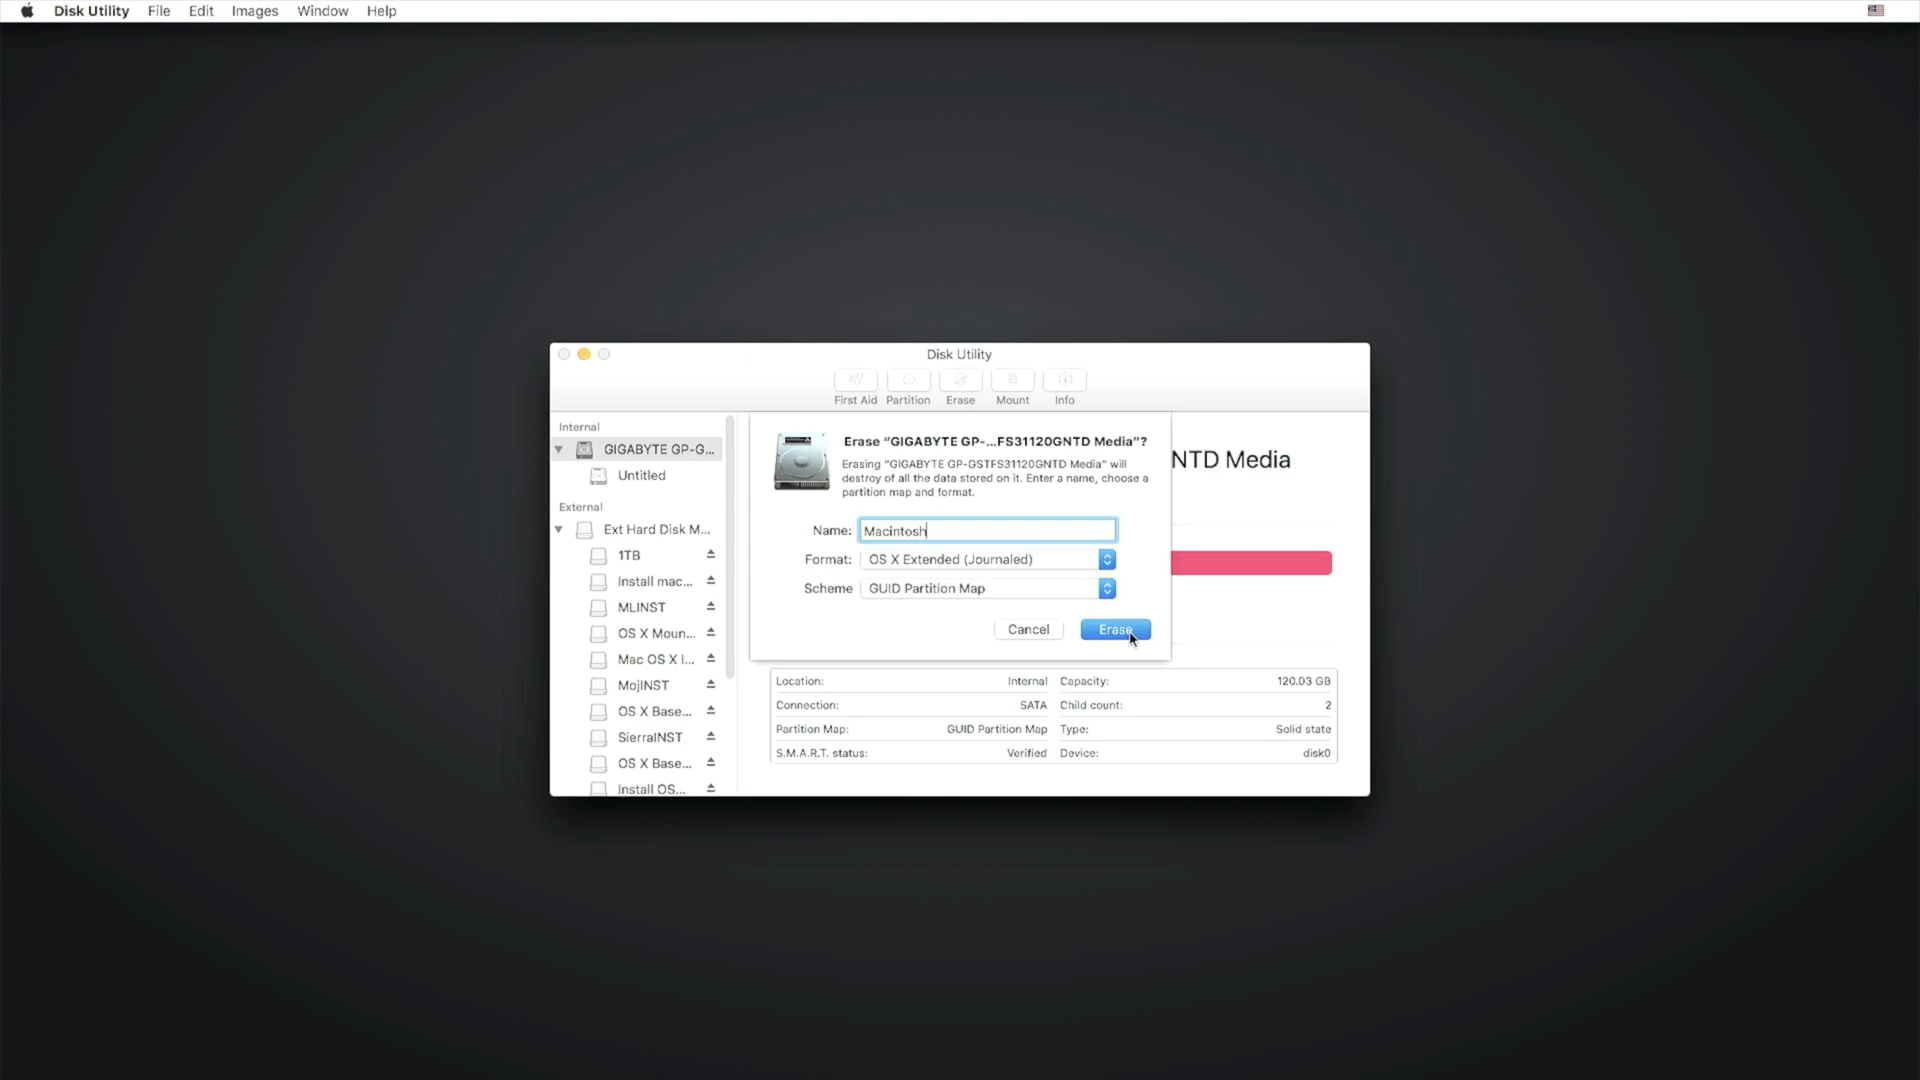 Disk Utility File Edit Images Window Help
Disk Utility
First Aid Partition Erase Mount Info
Internal
GIGABYTE GP-G...
Untitled
External
Ext Hard Disk M...
1TB
Install mac...
MLINST
OS X Moun...
Mac OS X I...
MojINST
OS X Base...
SierraINST
OS X Base...
Install OS...
Erase “GIGABYTE GP-...FS31120GNTD Media”?
Erasing “GIGABYTE GP-GSTFS31120GNTD Media” will
destroy of all the data stored on it. Enter a name, choose a
partition map and format.
Name: Macintosh
Format: OS X Extended (Journaled)
Scheme GUID Partition Map
Cancel Erase
NTD Media
Location: Internal Capacity: 120.03 GB
Connection: SATA Child count: 2
Partition Map: GUID Partition Map Type: Solid state
S.M.A.R.T. status: Verified Device: disk0